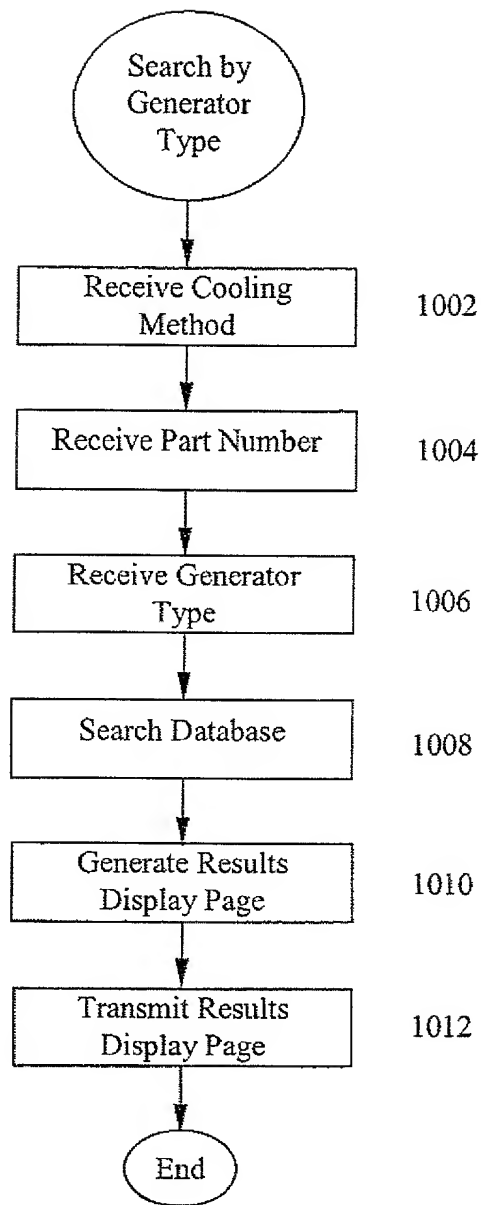 Search by
Generator
Type
Receive Cooling
Method
1002
Receive Part Number
1004
Receive Generator
Type
1006
Search Database
1008
Generate Results
Display Page
1010
Transmit Results
Display Page
1012
End